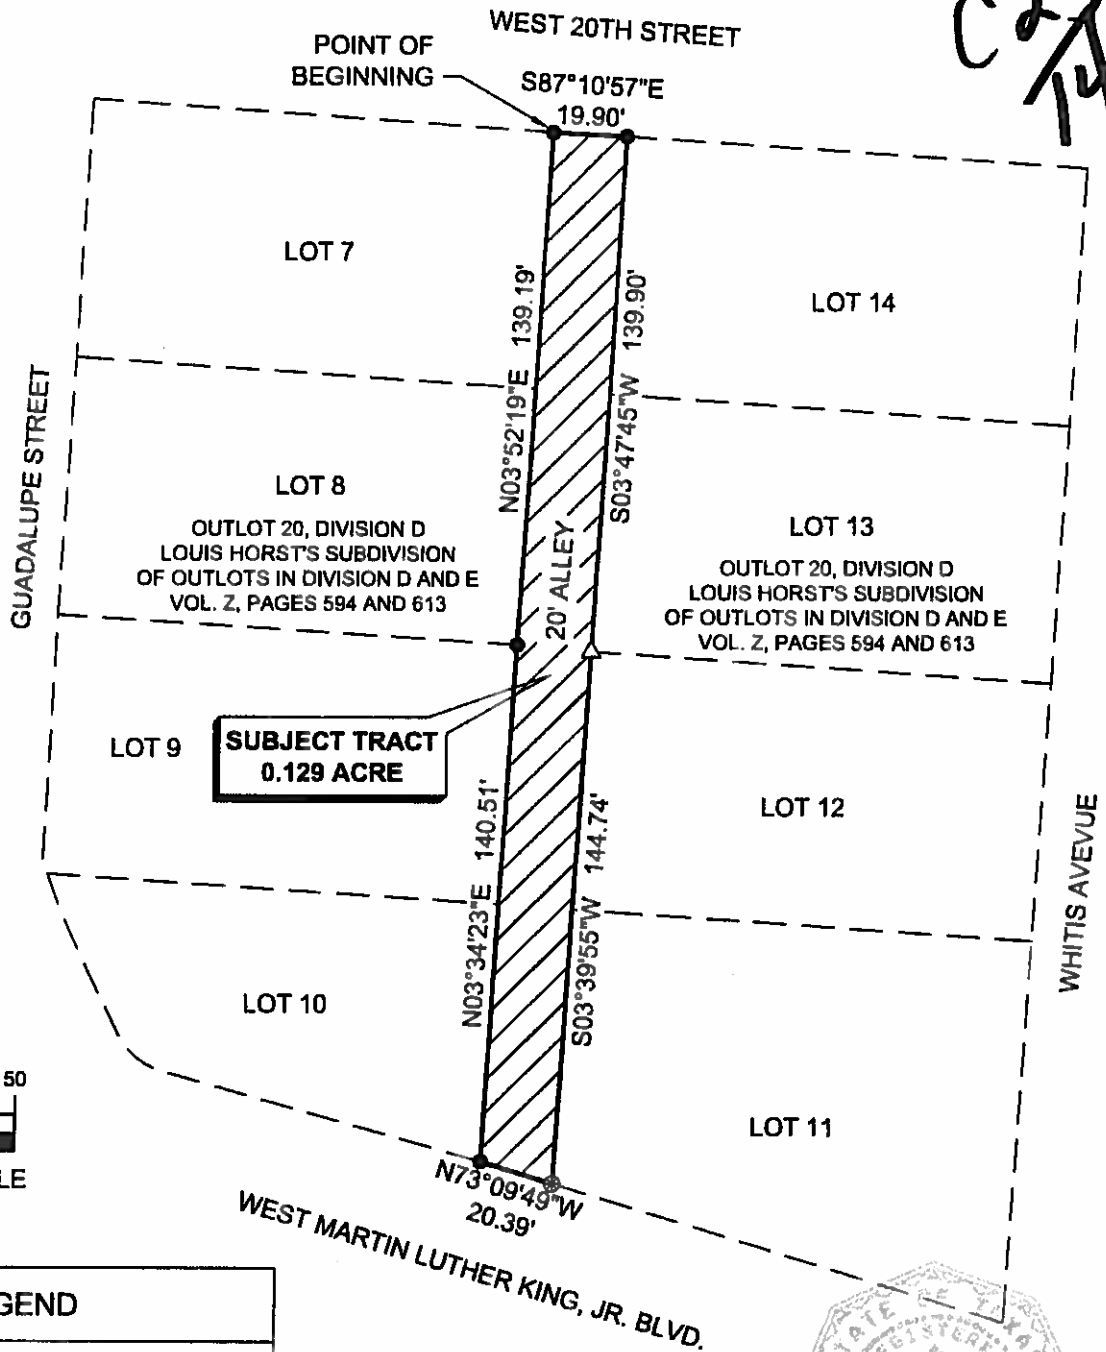 WEST 20TH STREET
POINT OF
BEGINNING
S87°10'57"E
19.90'
LOT 7
LOT 14
139.19'
N03°52'19"E
139.90'
S03°47'45"W
GUADALUPE STREET
LOT 8
OUTLOT 20, DIVISION D
LOUIS HORST'S SUBDIVISION
OF OUTLOTS IN DIVISION D AND E
VOL. Z, PAGES 594 AND 613
20' ALLEY
LOT 13
OUTLOT 20, DIVISION D
LOUIS HORST'S SUBDIVISION
OF OUTLOTS IN DIVISION D AND E
VOL. Z, PAGES 594 AND 613
LOT 9
SUBJECT TRACT
0.129 ACRE
140.51'
N03°34'23"E
144.74'
S03°39'55"W
LOT 12
WHITIS AVEVUE
LOT 10
LOT 11
50
LE
N73°09'49"W
20.39'
WEST MARTIN LUTHER KING, JR. BLVD.
GEND
STATE OF TEXA
REGISTERE